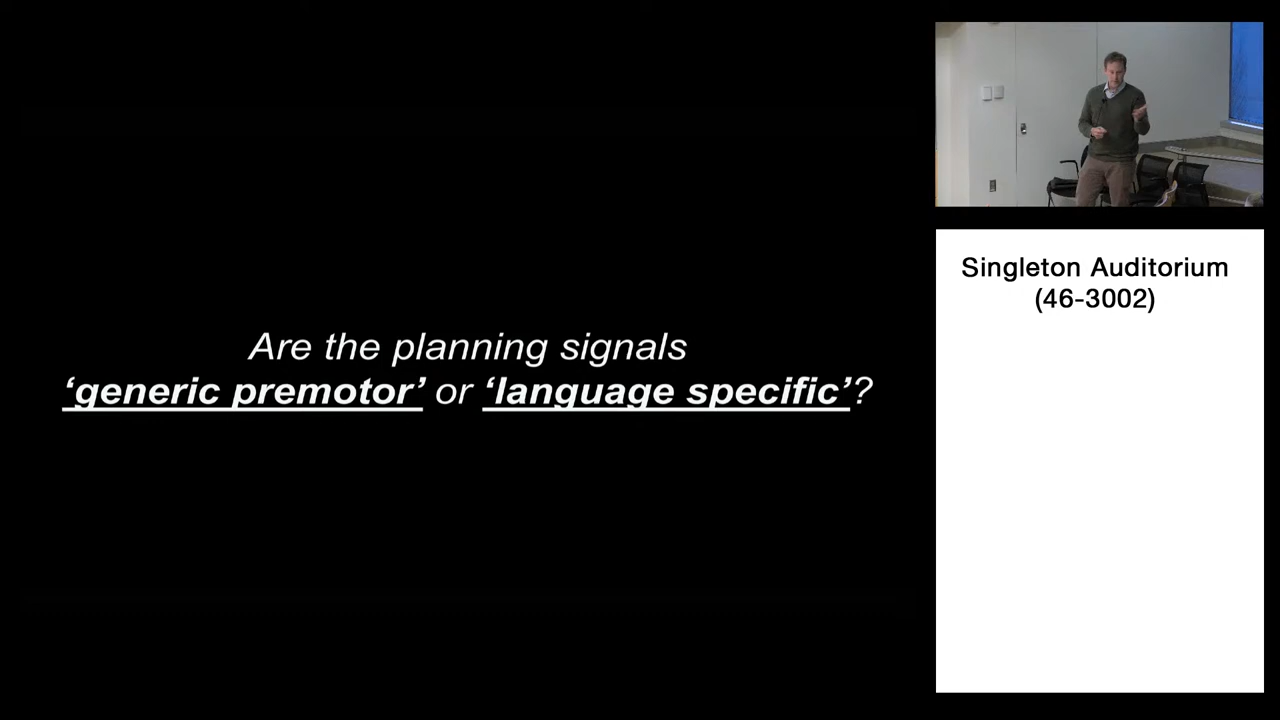 Are the planning signals
‘generic premotor’ or ‘language specific’?
Singleton Auditorium
(46-3002)